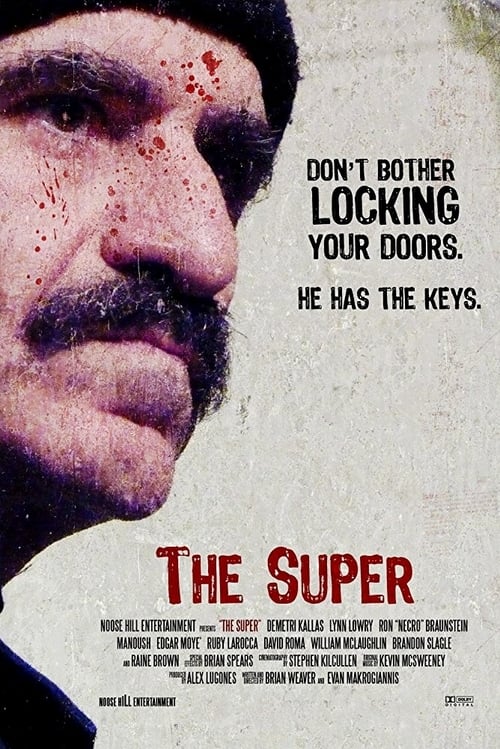 DON'T BOTHER
LOCKING
YOUR DOORS.
HE HAS THE KEYS.
THE SUPER
NOOSE HILL ENTERTAINMENT PRESENTS "THE SUPER" DEMETRI KALLAS LYNN LOWRY RON "NECRO" BRAUNSTEIN
MANOUSH EDGAR MOYE' RUBY LAROCCA DAVID ROMA WILLIAM MCLAUGHLIN BRANDON SLAGLE
AND RAINE BROWN SPECIAL EFFECTS BRIAN SPEARS CINEMATOGRAPHY BY STEPHEN KILCULLEN ORIGINAL MUSIC BY KEVIN MCSWEENEY
PRODUCED BY ALEX LUGONES WRITTEN AND DIRECTED BY BRIAN WEAVER AND EVAN MAKROGIANNIS
NOOSE HILL ENTERTAINMENT
DOLBY
DIGITAL